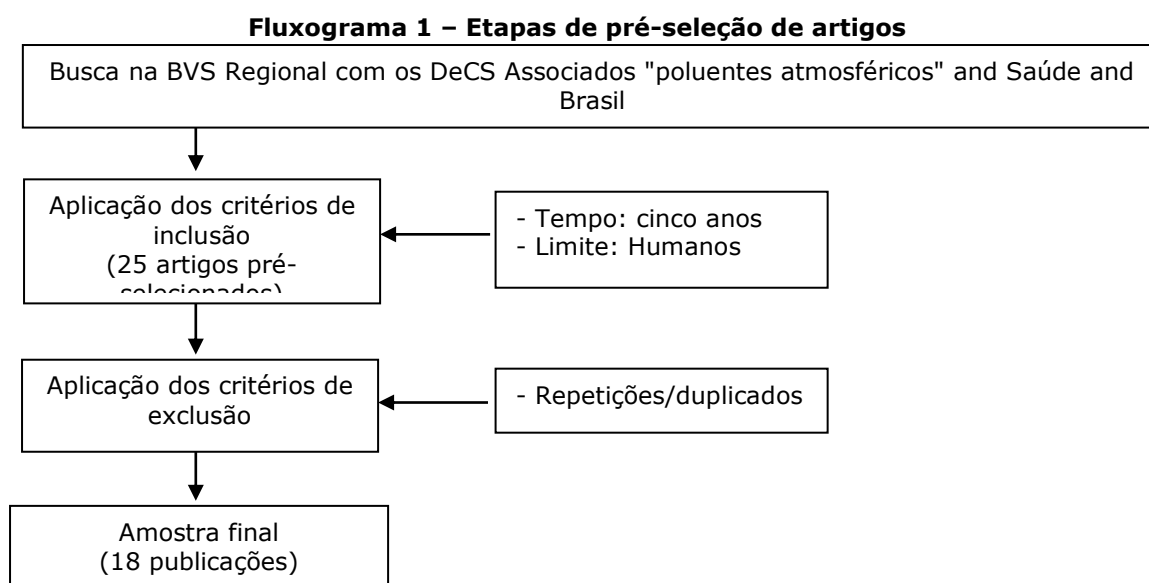 Fluxograma 1 – Etapas de pré-seleção de artigos
Busca na BVS Regional com os DeCS Associados "poluentes atmosféricos" and Saúde and
Brasil
Aplicação dos critérios de
inclusão
(25 artigos pré-
selecionados)
- Tempo: cinco anos
- Limite: Humanos
Aplicação dos critérios de
exclusão
- Repetições/duplicados
Amostra final
(18 publicações)